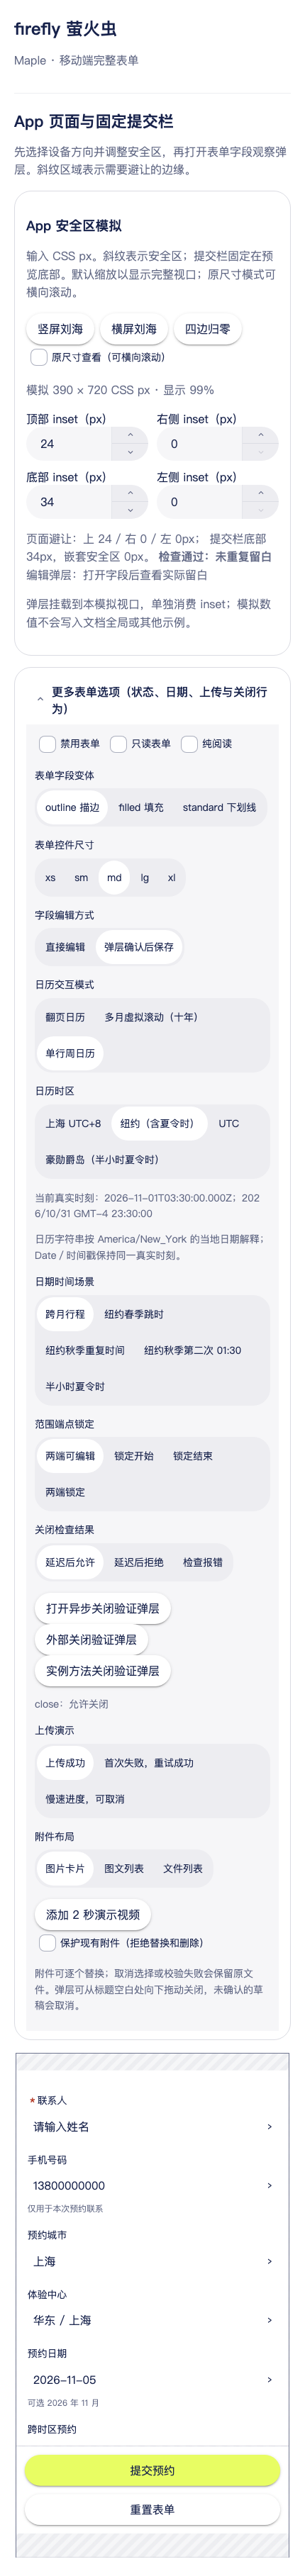 firefly 萤火虫
Maple · 移动端完整表单
App 页面与固定提交栏
先选择设备方向并调整安全区，再打开表单字段观察弹
层。斜纹区域表示需要避让的边缘。
App 安全区模拟
输入 CSS px。斜纹表示安全区；提交栏固定在预
览底部。默认缩放以显示完整视口；原尺寸模式可
横向滚动。
竖屏刘海 横屏刘海 四边归零
原尺寸查看（可横向滚动）
模拟 390 × 720 CSS px · 显示 99%
顶部 inset（px） 右侧 inset（px）
24 0
底部 inset（px） 左侧 inset（px）
34 0
页面避让：上 24 / 右 0 / 左 0px； 提交栏底部
34px，嵌套安全区 0px。 检查通过：未重复留白
编辑弹层：打开字段后查看实际留白
弹层挂载到本模拟视口，单独消费 inset；模拟数
值不会写入文档全局或其他示例。
更多表单选项（状态、日期、上传与关闭行
为）
禁用表单 只读表单 纯阅读
表单字段变体
outline 描边 filled 填充 standard 下划线
表单控件尺寸
xs sm md lg xl
字段编辑方式
直接编辑 弹层确认后保存
日历交互模式
翻页日历 多月虚拟滚动（十年）
单行周日历
日历时区
上海 UTC+8 纽约（含夏令时） UTC
豪勋爵岛（半小时夏令时）
当前真实时刻：2026-11-01T03:30:00.000Z；202
6/10/31 GMT-4 23:30:00
日历字符串按 America/New_York 的当地日期解释；
Date / 时间戳保持同一真实时刻。
日期时间场景
跨月行程 纽约春季跳时
纽约秋季重复时间 纽约秋季第二次 01:30
半小时夏令时
范围端点锁定
两端可编辑 锁定开始 锁定结束
两端锁定
关闭检查结果
延迟后允许 延迟后拒绝 检查报错
打开异步关闭验证弹层
外部关闭验证弹层
实例方法关闭验证弹层
close：允许关闭
上传演示
上传成功 首次失败，重试成功
慢速进度，可取消
附件布局
图片卡片 图文列表 文件列表
添加 2 秒演示视频
保护现有附件（拒绝替换和删除）
附件可逐个替换；取消选择或校验失败会保留原文
件。弹层可从标题空白处向下拖动关闭，未确认的草
稿会取消。
* 联系人
请输入姓名
手机号码
13800000000
仅用于本次预约联系
预约城市
上海
体验中心
华东 / 上海
预约日期
2026-11-05
可选 2026 年 11 月
跨时区预约
提交预约
重置表单